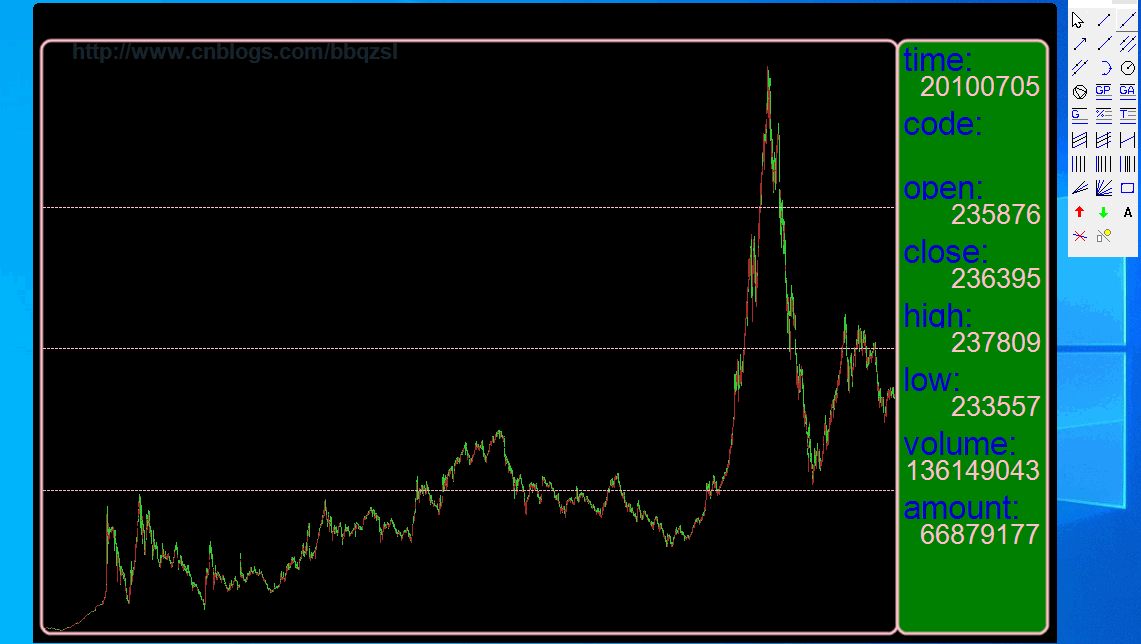 http://www.cnblogs.com/bbqzsl
time:
20100705
code:
open:
235876
close:
236395
high:
237809
low:
233557
volume:
136149043
amount:
66879177
GP GA
G % T
A